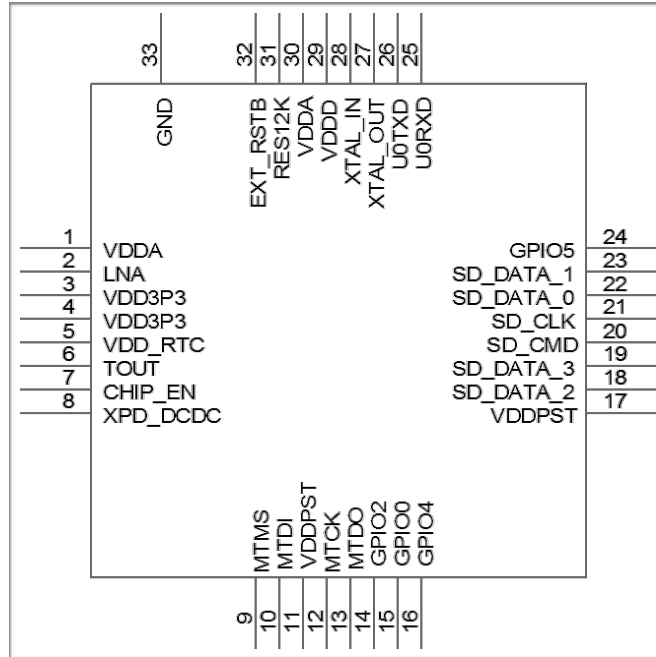 33
32
31
30
29
28
27
26
25
GND
EXT_RSTB
RES12K
VDDA
VDDD
XTAL_IN
XTAL_OUT
U0TXD
U0RXD
1
VDDA
2
LNA
3
VDD3P3
4
VDD3P3
5
VDD_RTC
6
TOUT
7
CHIP_EN
8
XPD_DCDC
24
GPIO5
23
SD_DATA_1
22
SD_DATA_0
21
SD_CLK
20
SD_CMD
19
SD_DATA_3
18
SD_DATA_2
17
VDDPST
MTMS
MTDI
VDDPST
MTCK
MTDO
GPIO2
GPIO0
GPIO4
9
10
11
12
13
14
15
16